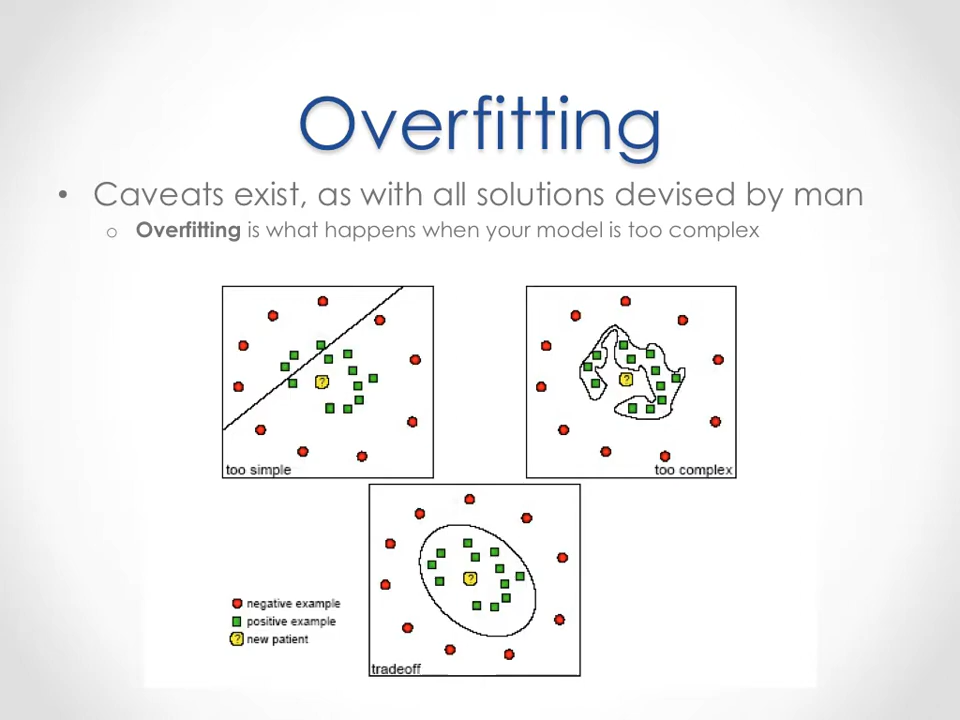 Overfitting
• Caveats exist, as with all solutions devised by man
o Overfitting is what happens when your model is too complex
?
?
too simple
too complex
?
negative example
positive example
? new patient
tradeoff